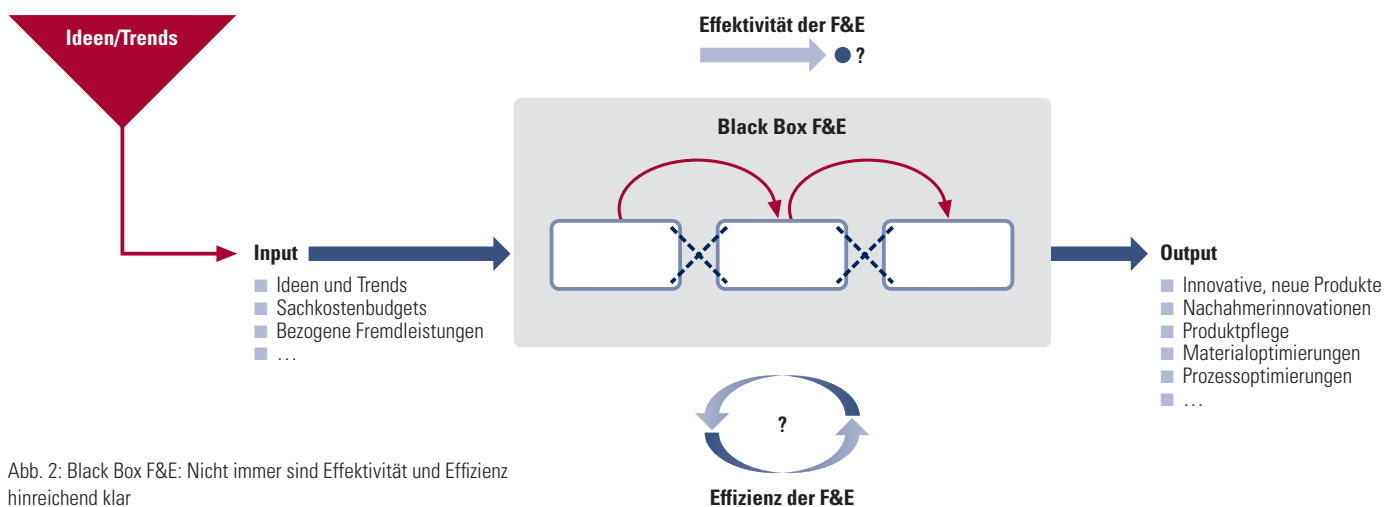 Ideen/Trends
Effektivität der F&E
?
Black Box F&E
Input
■ Ideen und Trends
■ Sachkostenbudgets
■ Bezogene Fremdleistungen
■ …
Output
■ Innovative, neue Produkte
■ Nachahmerinnovationen
■ Produktpflege
■ Materialoptimierungen
■ Prozessoptimierungen
■ …
?
Effizienz der F&E
Abb. 2: Black Box F&E: Nicht immer sind Effektivität und Effizienz
hinreichend klar